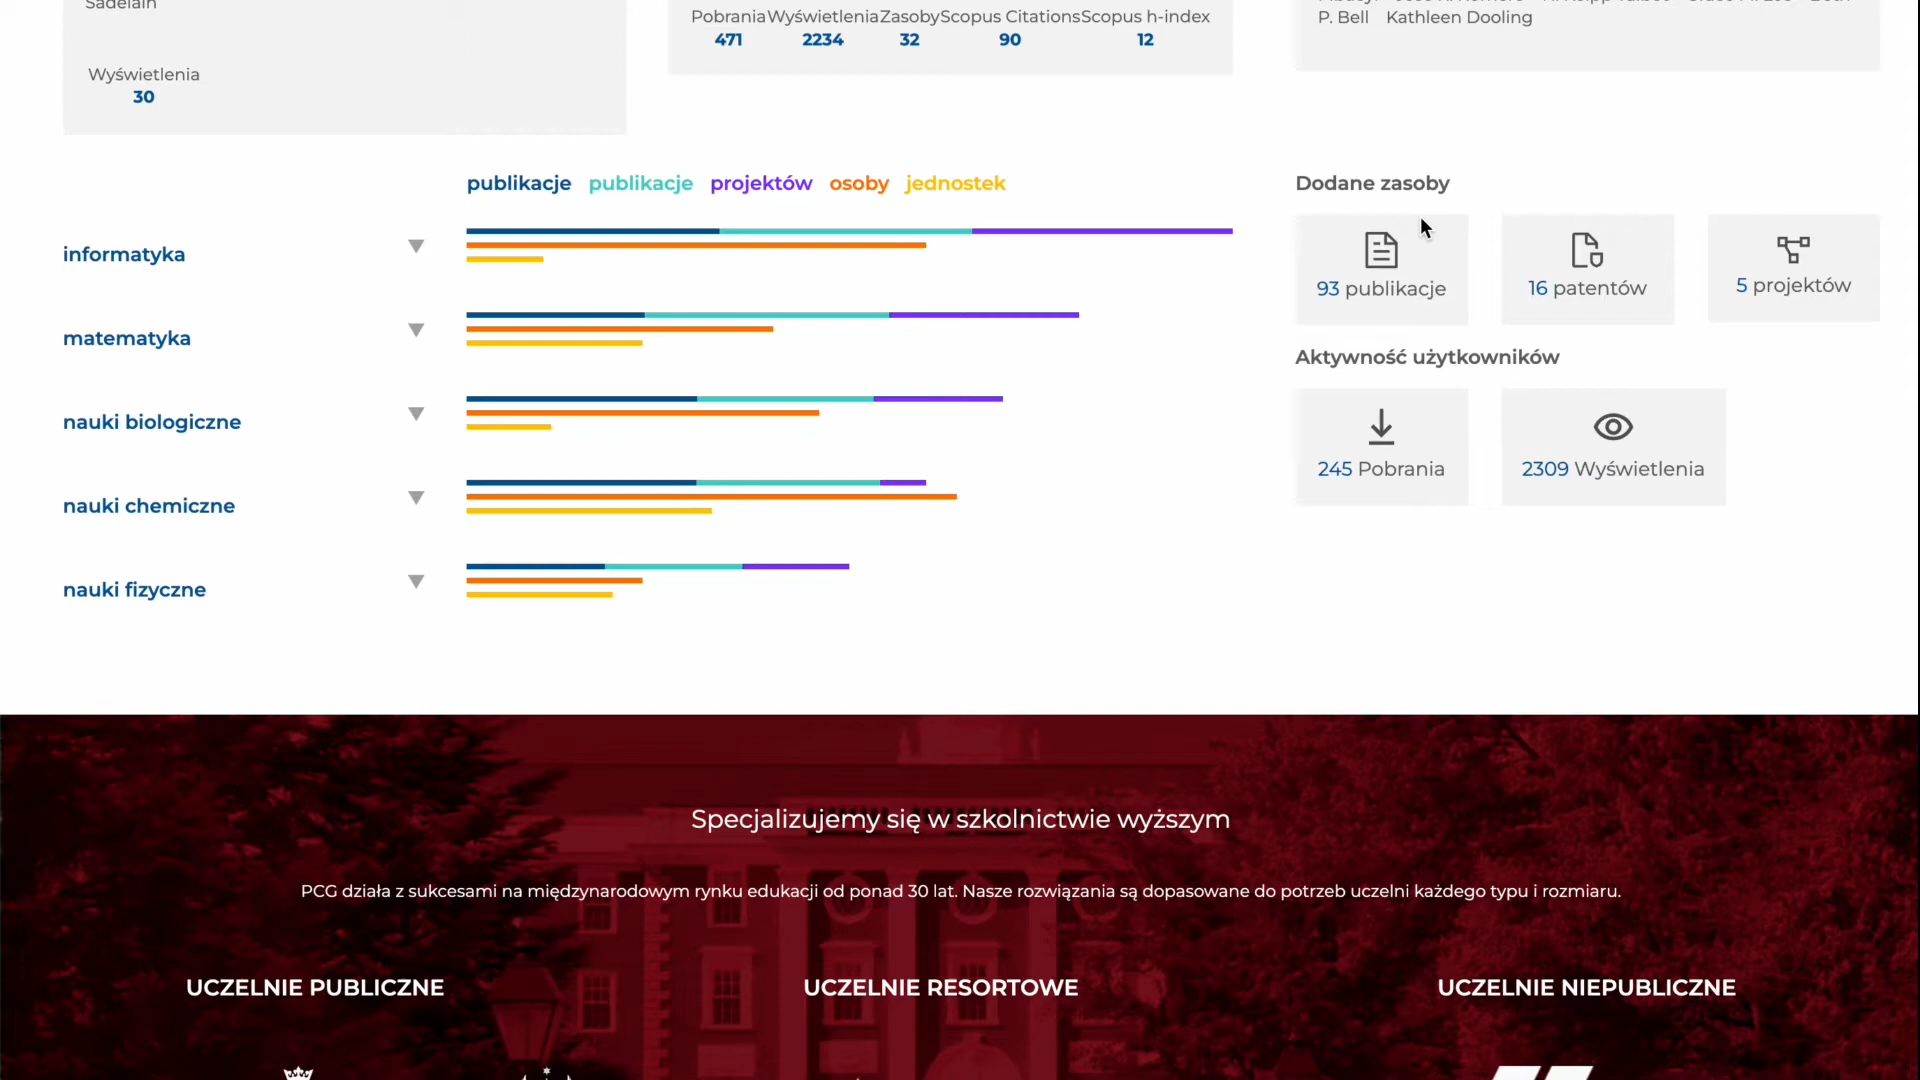 Sadelain
Wyświetlenia
30
Pobrania Wyświetlenia Zasoby Scopus Citations Scopus h-index
471 2234 32 90 12
P. Bell Kathleen Dooling
publikacje publikacje projektów osoby jednostek
informatyka
matematyka
nauki biologiczne
nauki chemiczne
nauki fizyczne
Dodane zasoby
93 publikacje
16 patentów
5 projektów
Aktywność użytkowników
245 Pobrania
2309 Wyświetlenia
Specjalizujemy się w szkolnictwie wyższym
PCG działa z sukcesami na międzynarodowym rynku edukacji od ponad 30 lat. Nasze rozwiązania są dopasowane do potrzeb uczelni każdego typu i rozmiaru.
UCZELNIE PUBLICZNE
UCZELNIE RESORTOWE
UCZELNIE NIEPUBLICZNE